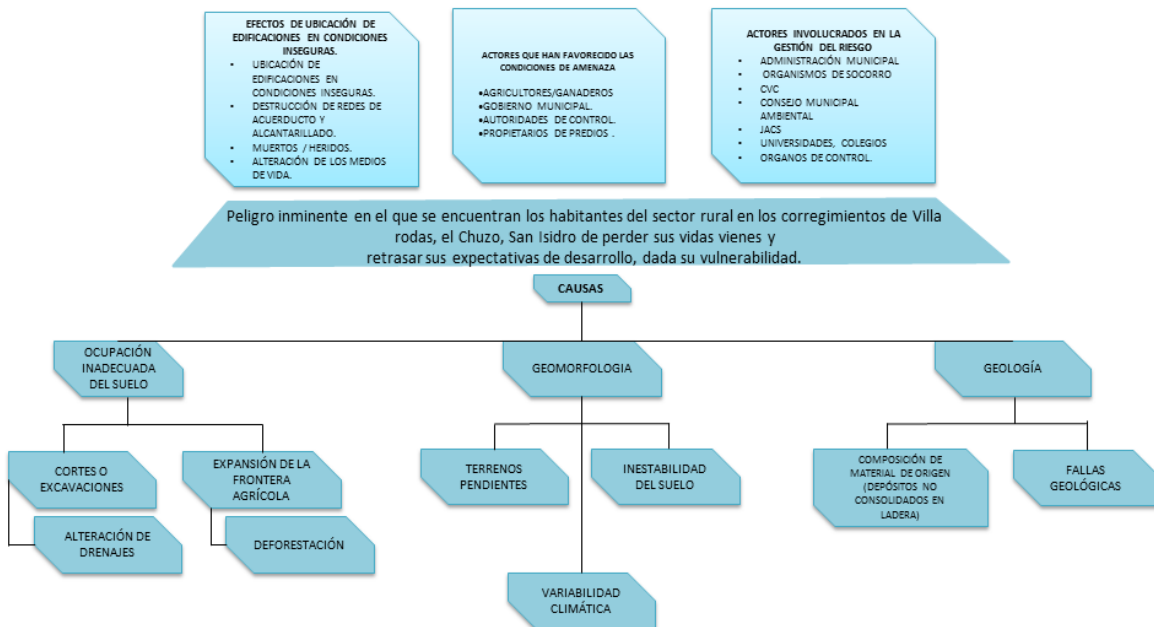 EFECTOS DE UBICACIÓN DE
EDIFICACIONES EN CONDICIONES
INSEGURAS.
• UBICACIÓN DE
EDIFICACIONES EN
CONDICIONES INSEGURAS.
• DESTRUCCIÓN DE REDES DE
ACUERDUCTO Y
ALCANTARILLADO.
• MUERTOS / HERIDOS.
• ALTERACIÓN DE LOS MEDIOS
DE VIDA.
ACTORES QUE HAN FAVORECIDO LAS
CONDICIONES DE AMENAZA
•AGRICULTORES/GANADEROS
•GOBIERNO MUNICIPAL.
•AUTORIDADES DE CONTROL.
•PROPIETARIOS DE PREDIOS .
ACTORES INVOLUCRADOS EN LA
GESTIÓN DEL RIESGO
• ADMINISTRACIÓN MUNICIPAL
• ORGANISMOS DE SOCORRO
• CVC
• CONSEJO MUNICIPAL
AMBIENTAL
• JACS
• UNIVERSIDADES, COLEGIOS
• ORGANOS DE CONTROL.
Peligro inminente en el que se encuentran los habitantes del sector rural en los corregimientos de Villa
rodas, el Chuzo, San Isidro de perder sus vidas vienes y
retrasar sus expectativas de desarrollo, dada su vulnerabilidad.
CAUSAS
OCUPACIÓN
INADECUADA
DEL SUELO
GEOMORFOLOGIA
GEOLOGÍA
CORTES O
EXCAVACIONES
EXPANSIÓN DE LA
FRONTERA
AGRÍCOLA
TERRENOS
PENDIENTES
INESTABILIDAD
DEL SUELO
COMPOSICIÓN DE
MATERIAL DE ORIGEN
(DEPÓSITOS NO
CONSOLIDADOS EN
LADERA)
FALLAS
GEOLÓGICAS
ALTERACIÓN DE
DRENAJES
DEFORESTACIÓN
VARIABILIDAD
CLIMÁTICA